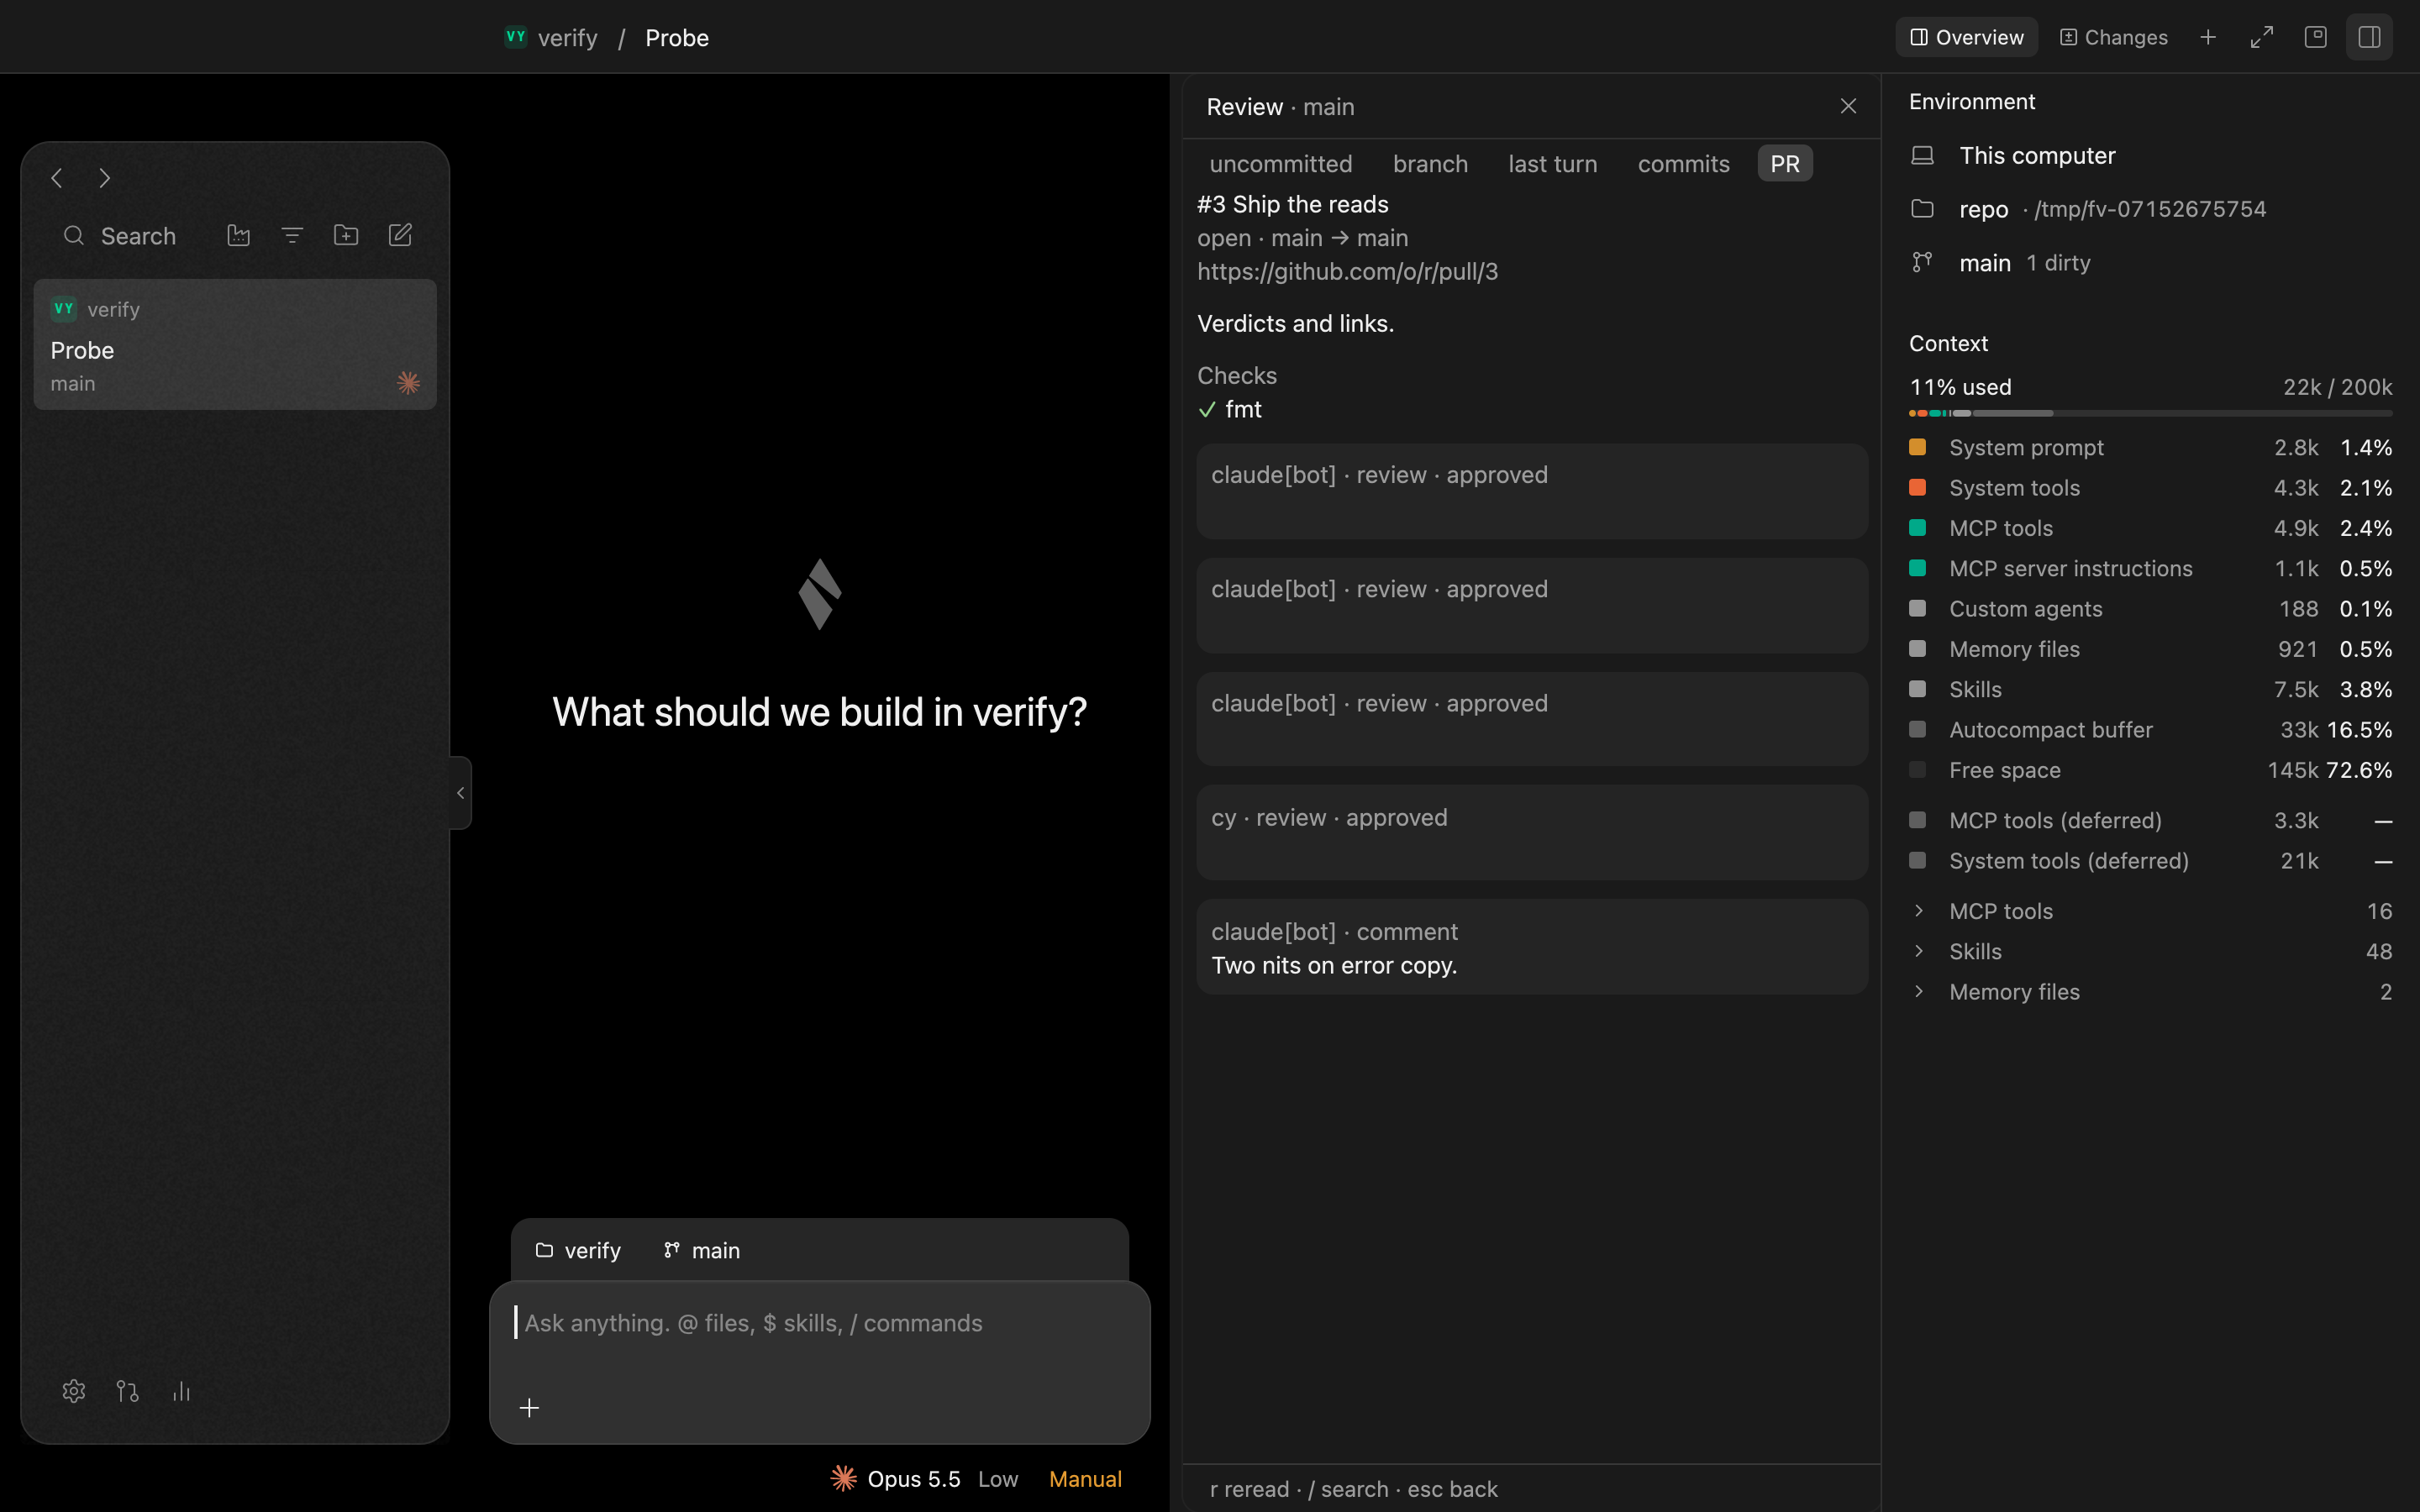 VY verify / Probe
Overview
Changes
Search
VY verify
Probe
main
What should we build in verify?
verify main
Ask anything. @ files, $ skills, / commands
Opus 5.5 Low Manual
Review · main
uncommitted branch last turn commits PR
#3 Ship the reads
open · main → main
https://github.com/o/r/pull/3
Verdicts and links.
Checks
✓ fmt
claude[bot] · review · approved
claude[bot] · review · approved
claude[bot] · review · approved
cy · review · approved
claude[bot] · comment
Two nits on error copy.
r reread · / search · esc back
Environment
This computer
repo · /tmp/fv-07152675754
main 1 dirty
Context
11% used 22k / 200k
System prompt 2.8k 1.4%
System tools 4.3k 2.1%
MCP tools 4.9k 2.4%
MCP server instructions 1.1k 0.5%
Custom agents 188 0.1%
Memory files 921 0.5%
Skills 7.5k 3.8%
Autocompact buffer 33k 16.5%
Free space 145k 72.6%
MCP tools (deferred) 3.3k —
System tools (deferred) 21k —
MCP tools 16
Skills 48
Memory files 2